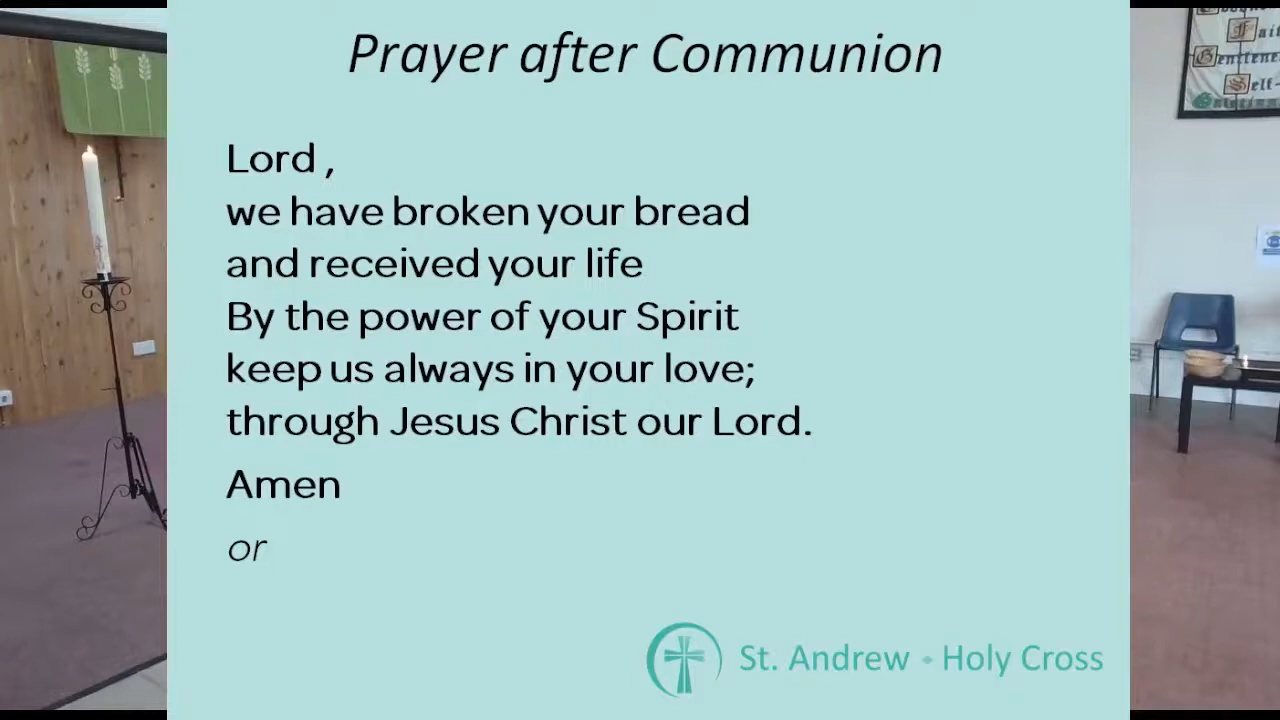 Prayer after Communion
Lord ,
we have broken your bread
and received your life
By the power of your Spirit
keep us always in your love;
through Jesus Christ our Lord.
Amen
or
St. Andrew • Holy Cross
Self-